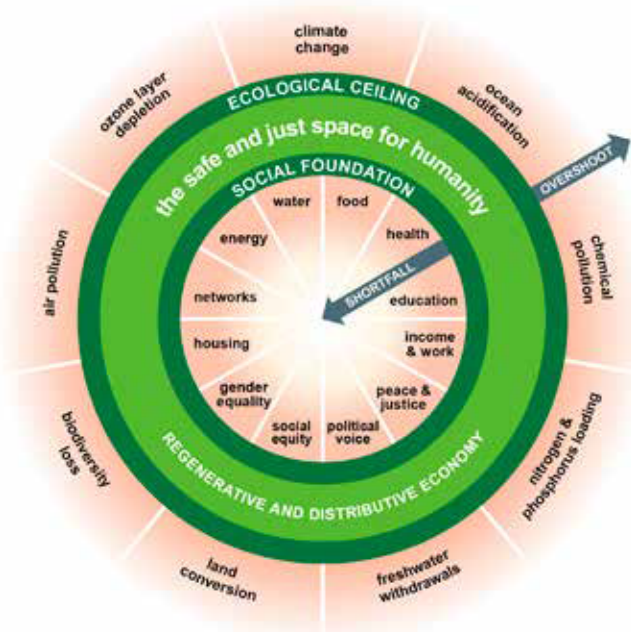 climate
change
ozone layer
depletion
ocean
acidification
ECOLOGICAL CEILING
the safe and just space for humanity
SOCIAL FOUNDATION
OVERSHOOT
water
food
energy
health
air pollution
chemical
pollution
SHORTFALL
networks
education
housing
income
& work
gender
equality
peace &
justice
social
equity
political
voice
biodiversity
loss
nitrogen &
phosphorus loading
REGENERATIVE AND DISTRIBUTIVE ECONOMY
land
conversion
freshwater
withdrawals